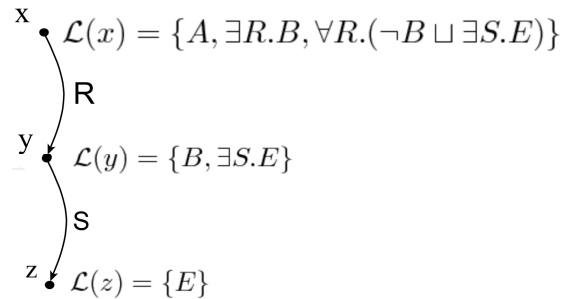 x ℒ(x) = {A, ∃R.B, ∀R.(¬B ⊔ ∃S.E)}
R
y ℒ(y) = {B, ∃S.E}
S
z ℒ(z) = {E}